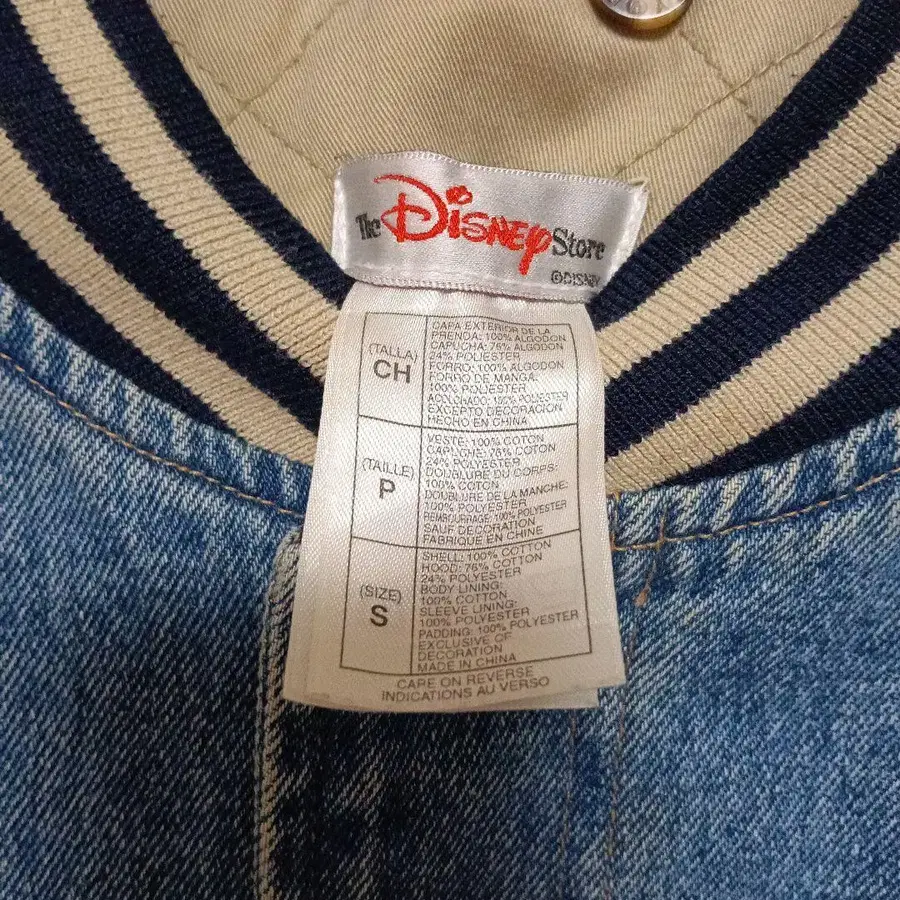 The Disney Store
©DISNEY
(TALLA)
CH
CAPA EXTERIOR DE LA
PRENDA: 100% ALGODON
CAPUCHA: 76% ALGODON
24% POLIESTER
FORRO: 100% ALGODON
FORRO DE MANGA:
100% POLIESTER
ACOLCHADO: 100% POLIESTER
EXCEPTO DECORACION
HECHO EN CHINA
(TAILLE)
P
VESTE: 100% COTON
CAPUCHE: 76% COTON
24% POLYESTER
DOUBLURE DU CORPS:
100% COTON
DOUBLURE DE LA MANCHE:
100% POLYESTER
REMBOURRAGE: 100% POLYESTER
SAUF DECORATION
FABRIQUE EN CHINE
(SIZE)
S
SHELL: 100% COTTON
HOOD: 76% COTTON
24% POLYESTER
BODY LINING:
100% COTTON
SLEEVE LINING:
100% POLYESTER
PADDING: 100% POLYESTER
EXCLUSIVE OF
DECORATION
MADE IN CHINA
CARE ON REVERSE
INDICATIONS AU VERSO